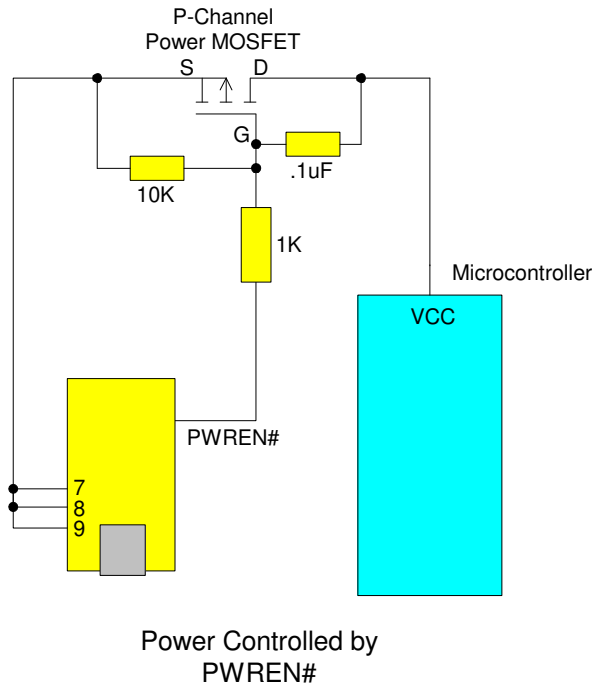 P-Channel
Power MOSFET
S D
G
.1uF
10K
1K
Microcontroller
VCC
PWREN#
7
8
9
Power Controlled by
PWREN#